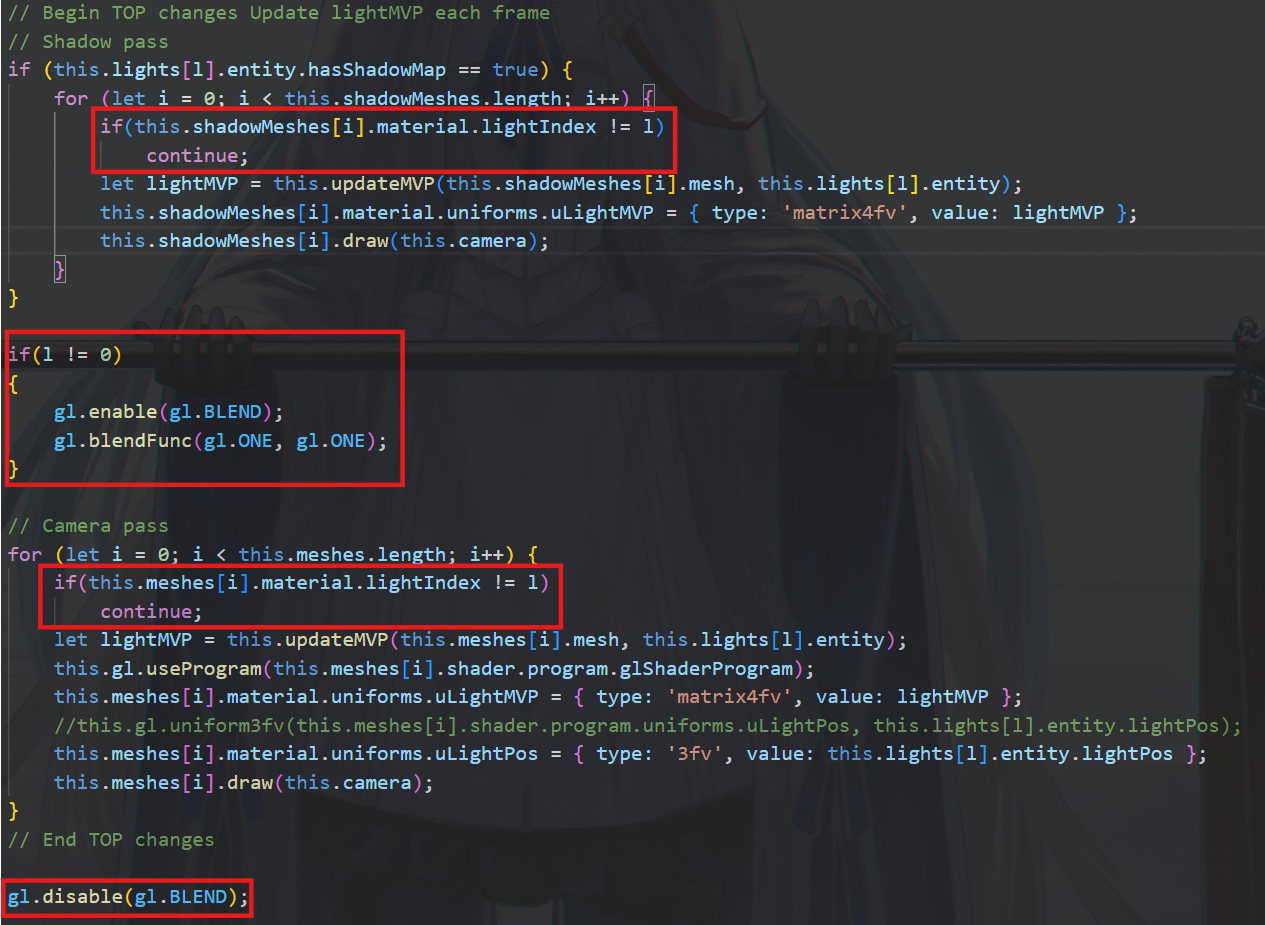 // Begin TOP changes Update lightMVP each frame
// Shadow pass
if (this.lights[l].entity.hasShadowMap == true) {
for (let i = 0; i < this.shadowMeshes.length; i++) {
if(this.shadowMeshes[i].material.lightIndex != l)
continue;
let lightMVP = this.updateMVP(this.shadowMeshes[i].mesh, this.lights[l].entity);
this.shadowMeshes[i].material.uniforms.uLightMVP = { type: 'matrix4fv', value: lightMVP };
this.shadowMeshes[i].draw(this.camera);
}
}
if(l != 0)
{
gl.enable(gl.BLEND);
gl.blendFunc(gl.ONE, gl.ONE);
}
// Camera pass
for (let i = 0; i < this.meshes.length; i++) {
if(this.meshes[i].material.lightIndex != l)
continue;
let lightMVP = this.updateMVP(this.meshes[i].mesh, this.lights[l].entity);
this.gl.useProgram(this.meshes[i].shader.program.glShaderProgram);
this.meshes[i].material.uniforms.uLightMVP = { type: 'matrix4fv', value: lightMVP };
//this.gl.uniform3fv(this.meshes[i].shader.program.uniforms.uLightPos, this.lights[l].entity.lightPos);
this.meshes[i].material.uniforms.uLightPos = { type: '3fv', value: this.lights[l].entity.lightPos };
this.meshes[i].draw(this.camera);
}
// End TOP changes
gl.disable(gl.BLEND);